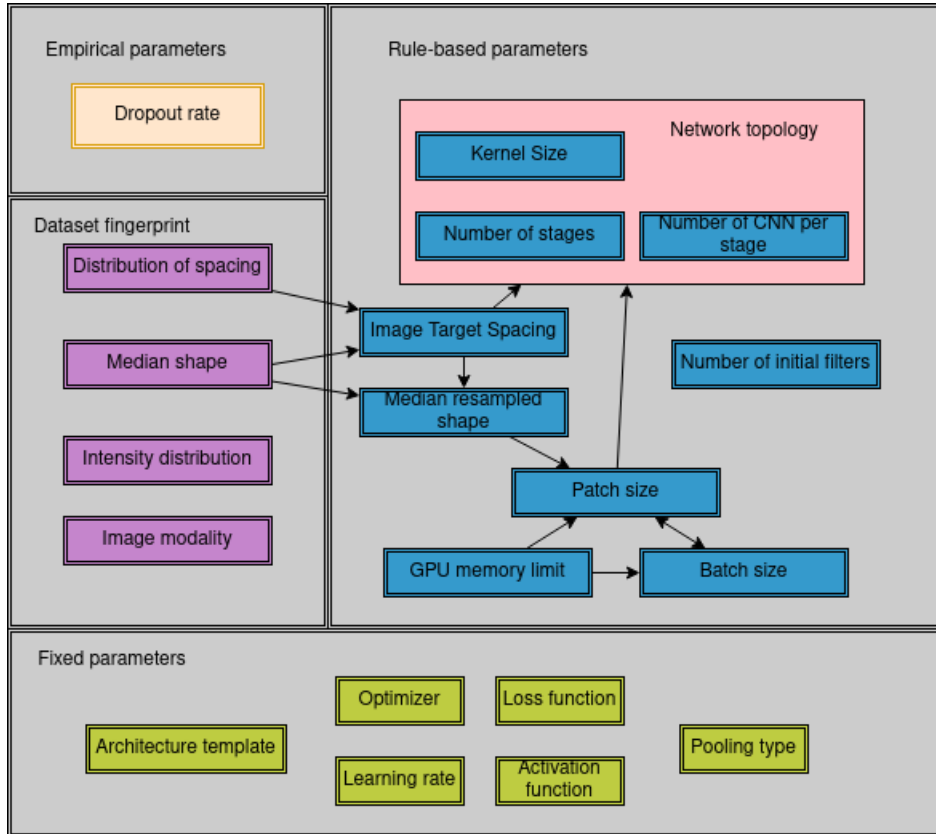 Empirical parameters
Dropout rate
Rule-based parameters
Network topology
Kernel Size
Number of stages
Number of CNN per
stage
Dataset fingerprint
Distribution of spacing
Median shape
Intensity distribution
Image modality
Image Target Spacing
Median resampled
shape
Number of initial filters
Patch size
GPU memory limit
Batch size
Fixed parameters
Architecture template
Optimizer
Loss function
Learning rate
Activation
function
Pooling type